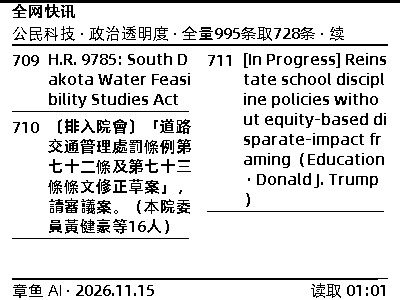 全网快讯
公民科技 · 政治透明度 · 全量995条取728条 · 续
709 H.R. 9785: South D
akota Water Feasi
bility Studies Act
710 〔排入院會〕「道路
交通管理處罰條例第
七十二條及第七十三
條條文修正草案」，
請審議案。（本院委
員黃健豪等16人）
711 [In Progress] Reins
tate school discipl
ine policies witho
ut equity-based di
sparate-impact fr
aming（Education
· Donald J. Trump
）
章鱼 AI · 2026.11.15
读取 01:01